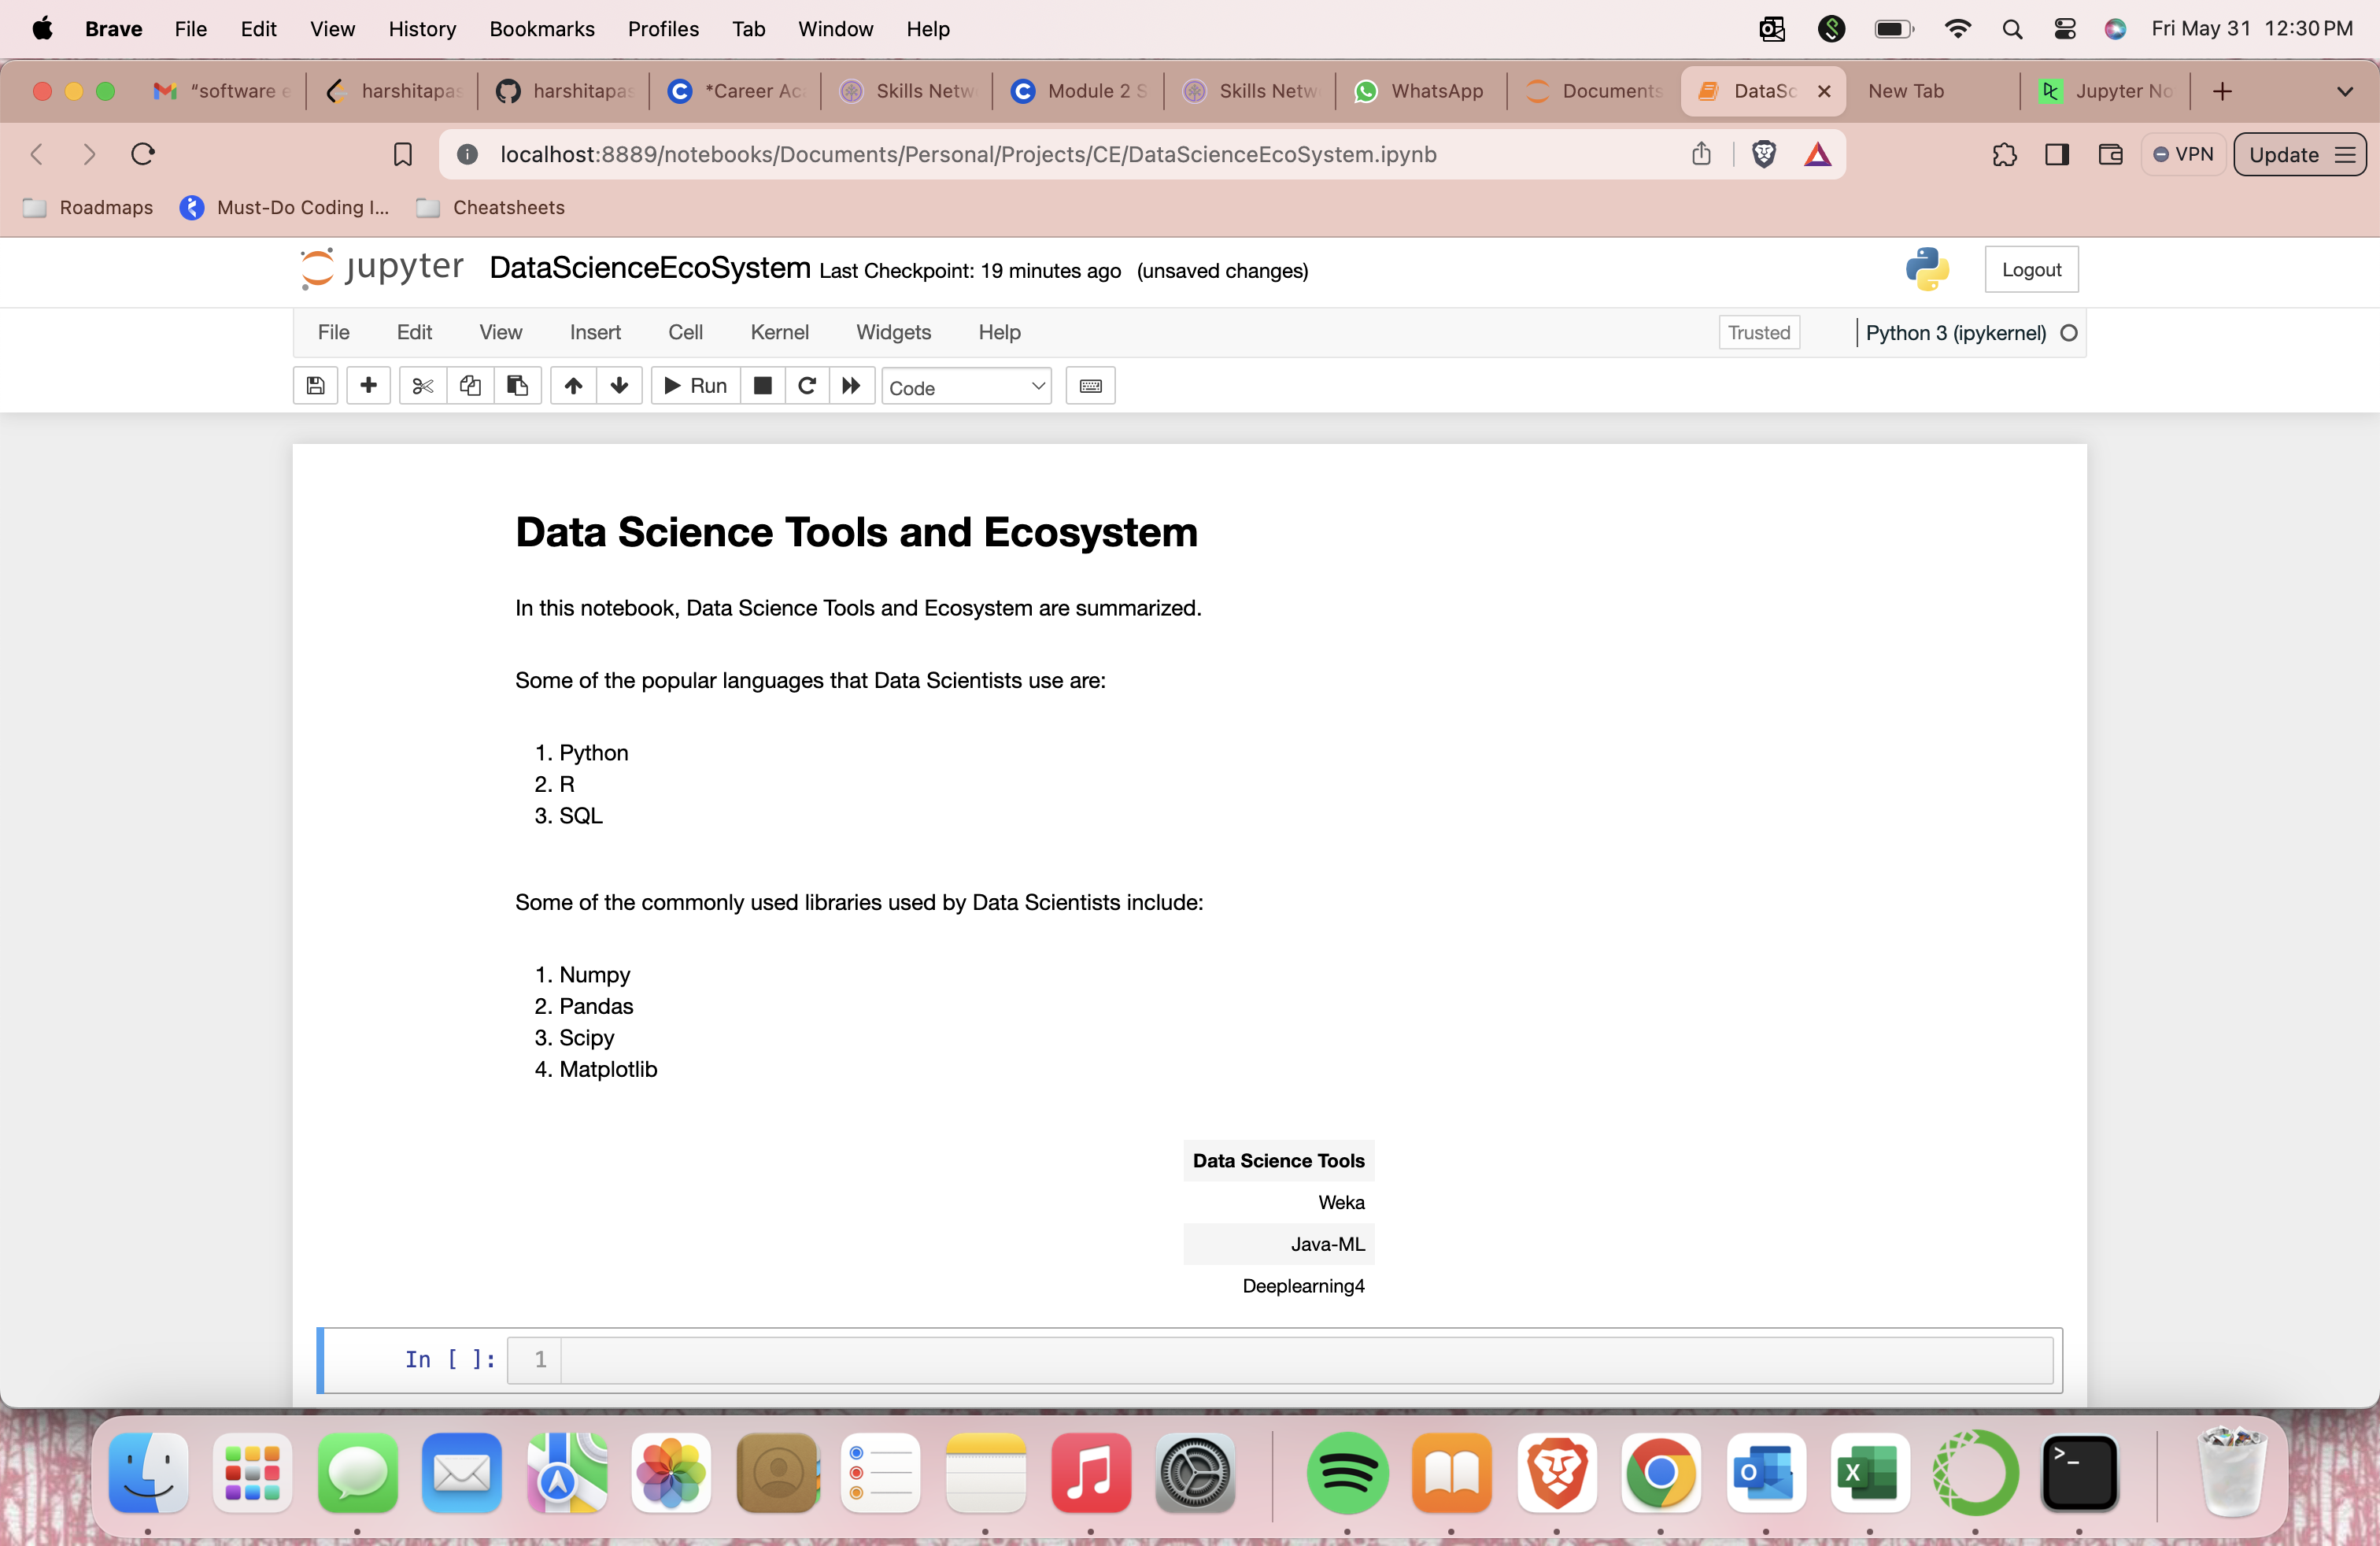 Brave File Edit View History Bookmarks Profiles Tab Window Help Fri May 31 12:30 PM
"software e harshitapas harshitapas *Career Ac Skills Netw Module 2 S Skills Netw WhatsApp Documents DataSc New Tab Jupyter No
localhost:8889/notebooks/Documents/Personal/Projects/CE/DataScienceEcoSystem.ipynb VPN Update
Roadmaps Must-Do Coding I... Cheatsheets
jupyter DataScienceEcoSystem Last Checkpoint: 19 minutes ago (unsaved changes) Logout
File Edit View Insert Cell Kernel Widgets Help Trusted Python 3 (ipykernel)
Run Code
Data Science Tools and Ecosystem
In this notebook, Data Science Tools and Ecosystem are summarized.
Some of the popular languages that Data Scientists use are:
1. Python
2. R
3. SQL
Some of the commonly used libraries used by Data Scientists include:
1. Numpy
2. Pandas
3. Scipy
4. Matplotlib
Data Science Tools
Weka
Java-ML
Deeplearning4
In [ ]: 1